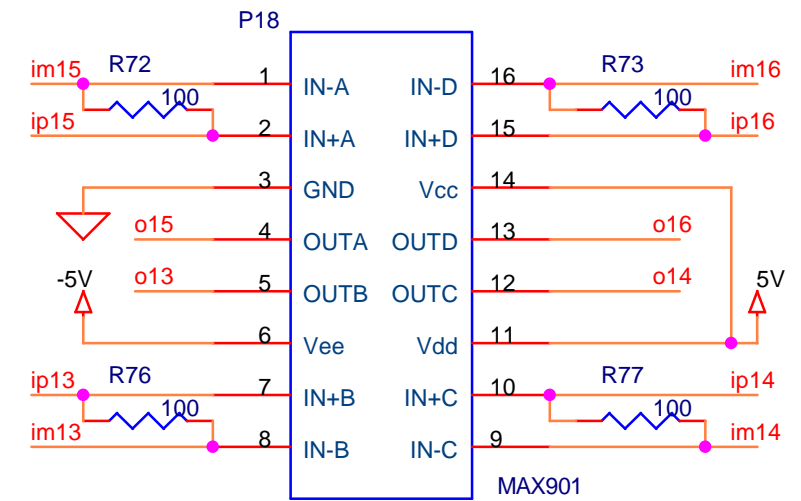 P18
im15 R72 1 IN-A IN-D 16 R73 im16
100 100
ip15 2 IN+A IN+D 15 ip16
3 GND Vcc 14
o15 4 OUTA OUTD 13 o16
-5V o13 5 OUTB OUTC 12 o14 5V
6 Vee Vdd 11
ip13 R76 7 IN+B IN+C 10 R77 ip14
100 100
im13 8 IN-B IN-C 9 im14
MAX901